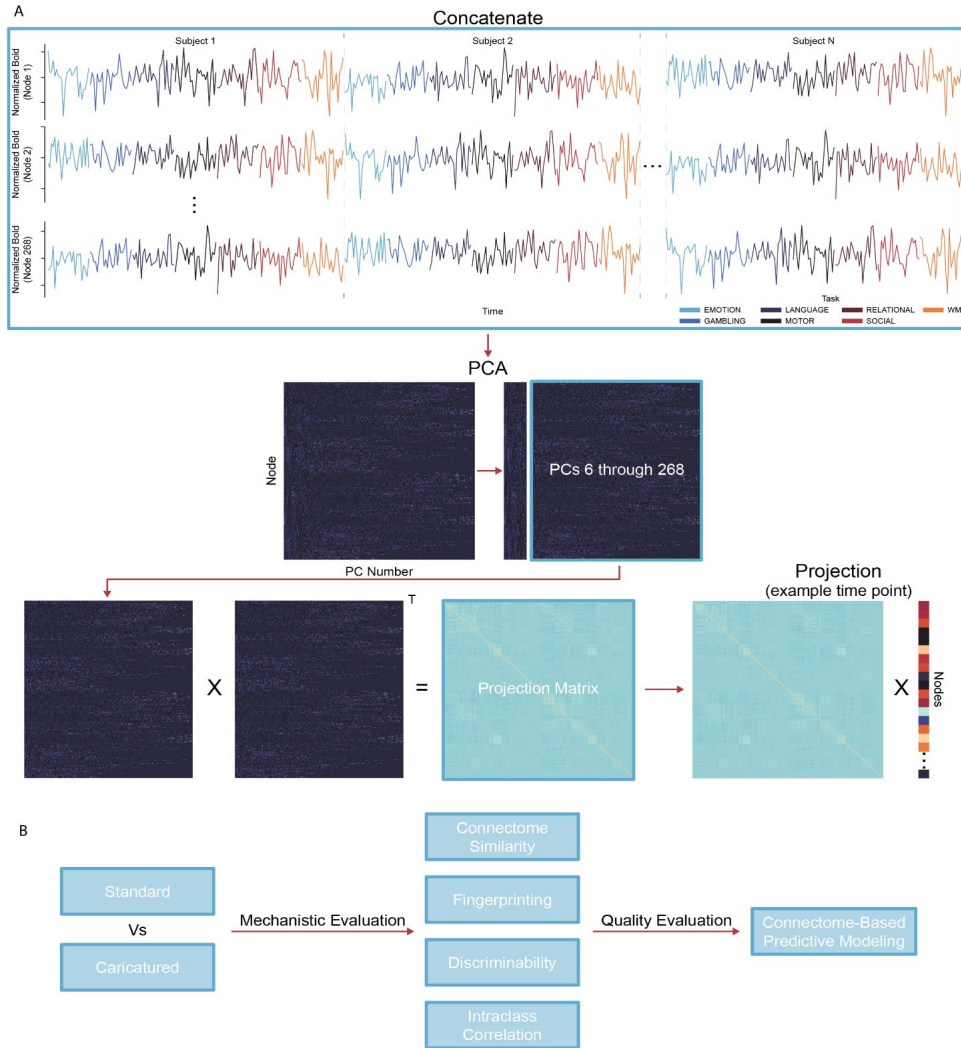 A
Concatenate
Subject 1
Subject 2
Subject N
Normalized Bold
(Node 1)
Normalized Bold
(Node 2)
...
⋮
Normalized Bold
(Node 268)
Time
Task
EMOTION
LANGUAGE
RELATIONAL
WM
GAMBLING
MOTOR
SOCIAL
PCA
Node
PCs 6 through 268
PC Number
Projection
(example time point)
T
X
=
Projection Matrix
X
Nodes
⋮
B
Connectome
Similarity
Standard
Fingerprinting
Vs
Mechanistic Evaluation
Quality Evaluation
Connectome-Based
Predictive Modeling
Caricatured
Discriminability
Intraclass
Correlation